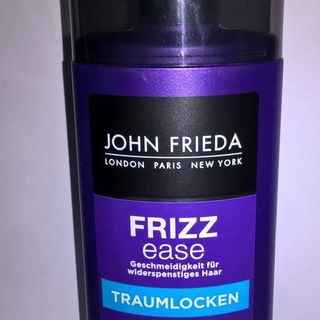 JOHN FRIEDA
LONDON PARIS NEW YORK
FRIZZ
ease
Geschmeidigkeit für
widerspenstiges Haar
TRAUMLOCKEN